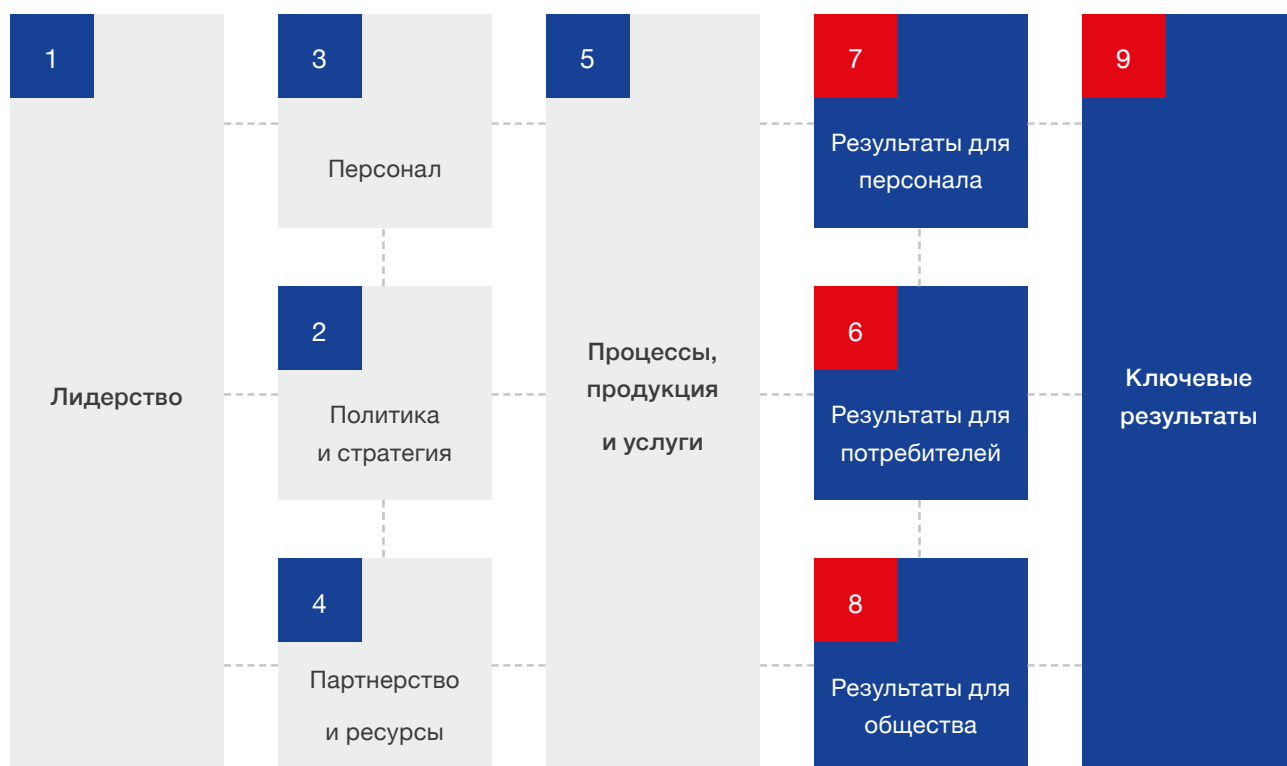 1
Лидерство
3
Персонал
2
Политика
и стратегия
4
Партнерство
и ресурсы
5
Процессы,
продукция
и услуги
7
Результаты для
персонала
6
Результаты для
потребителей
8
Результаты для
общества
9
Ключевые
результаты